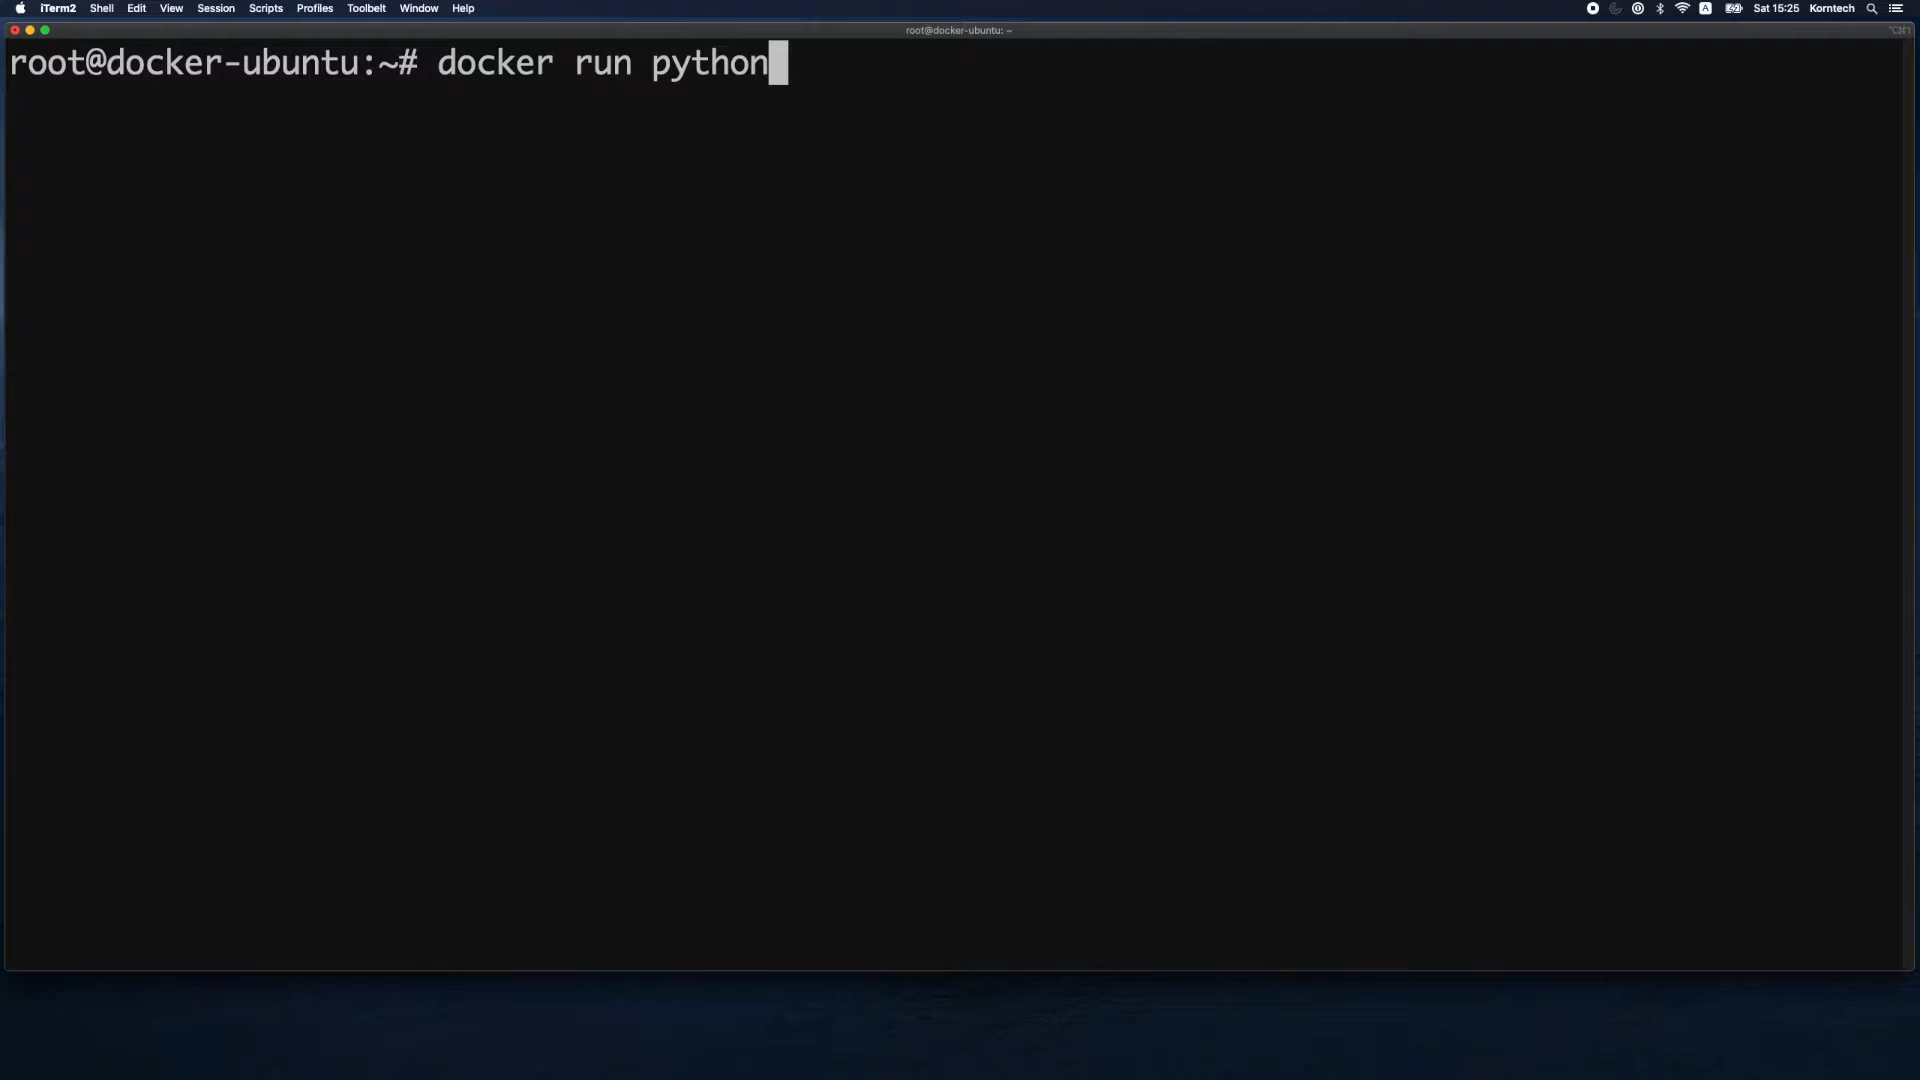 iTerm2 Shell Edit View Session Scripts Profiles Toolbelt Window Help A Sat 15:25 Korntech
root@docker-ubuntu: ~
root@docker-ubuntu:~# docker run python